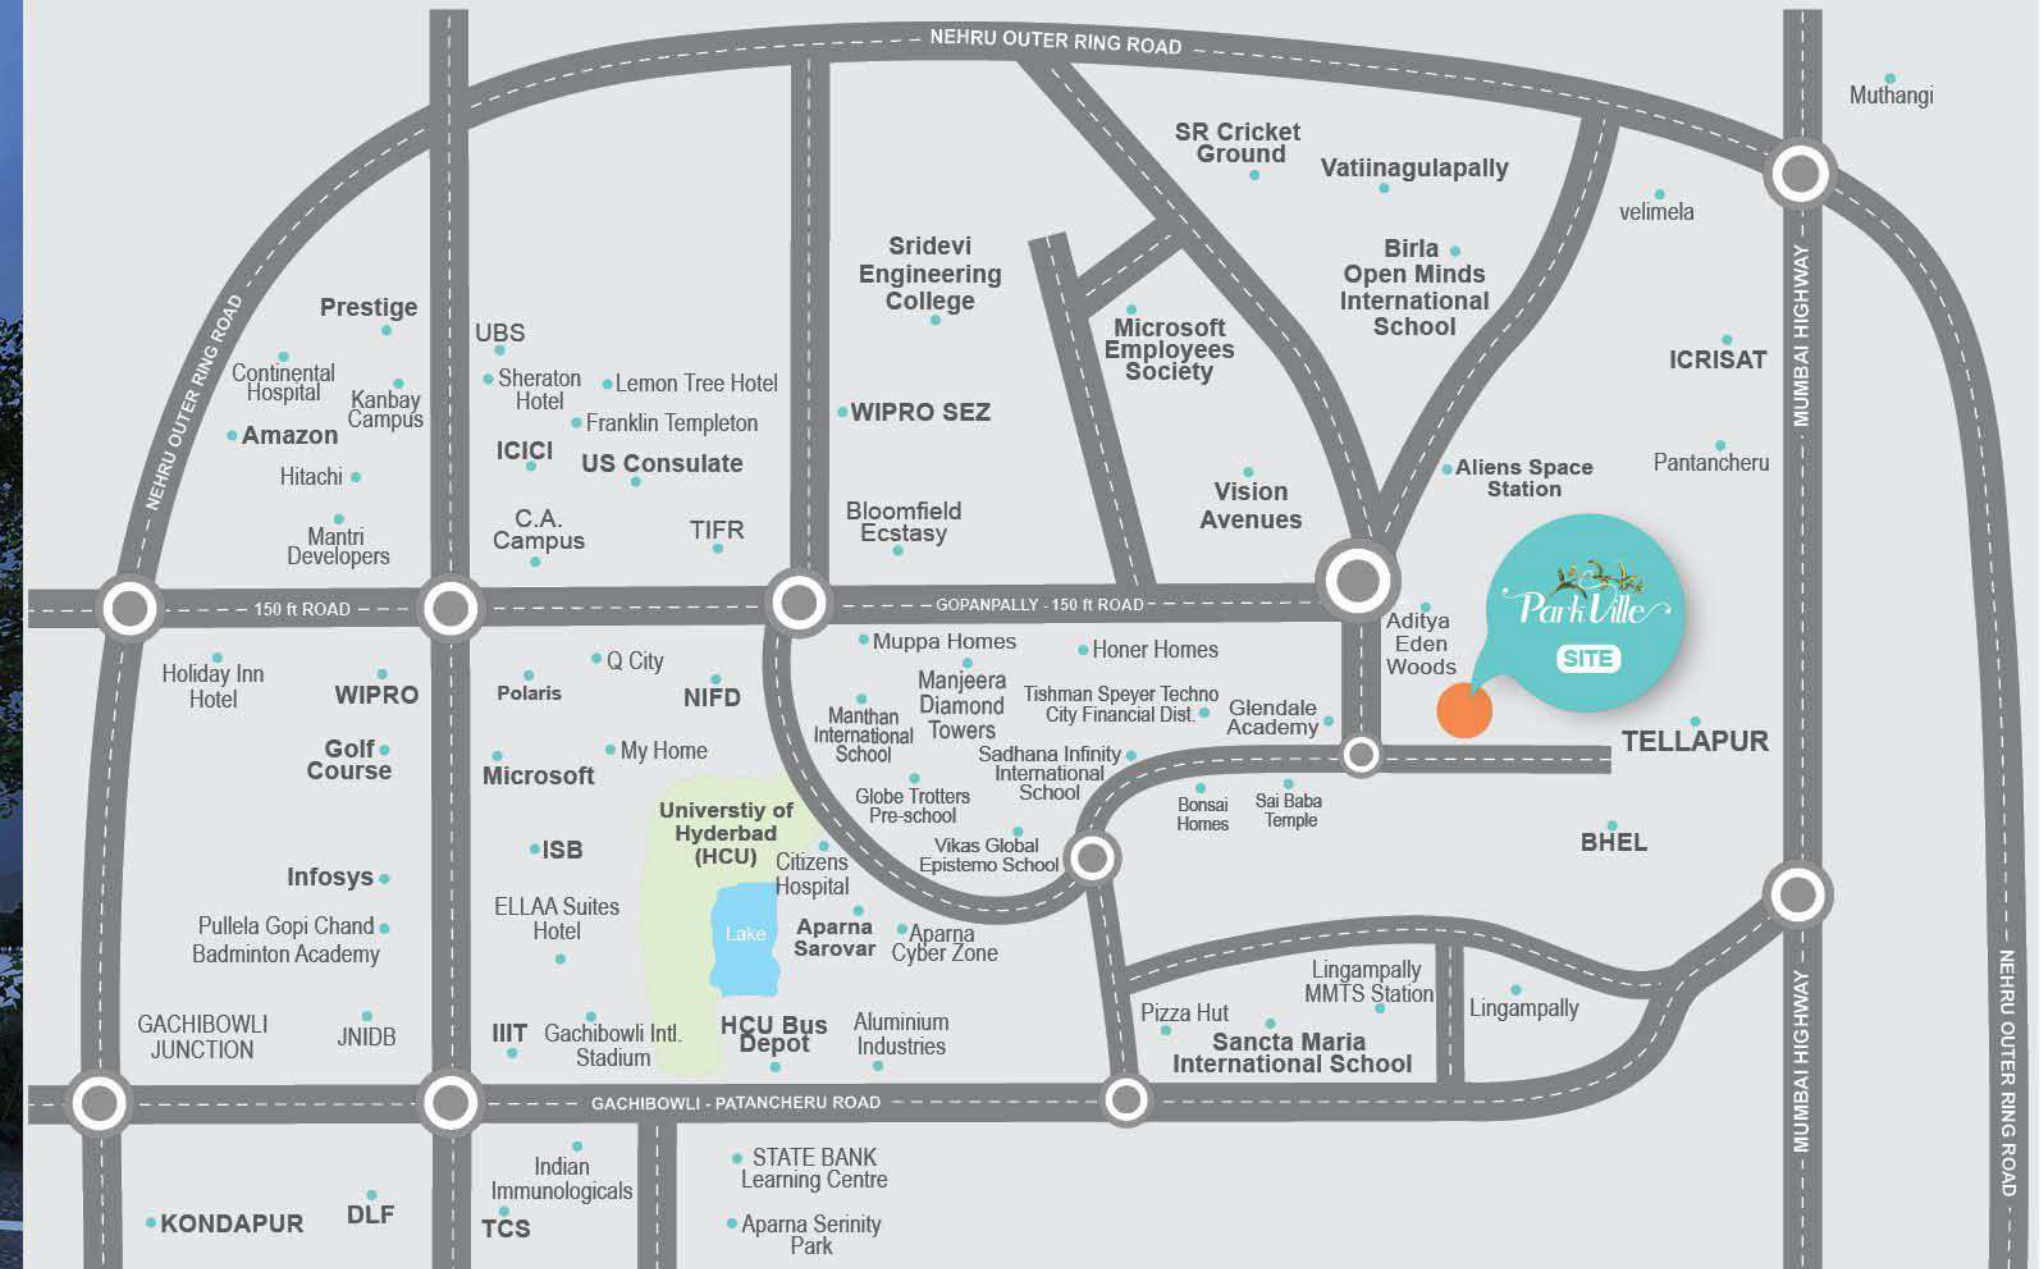 NEHRU OUTER RING ROAD
Muthangi
SR Cricket
Ground
Vatiinagulapally
velimela
Sridevi
Engineering
College
Birla
Open Minds
International
School
MUMBAI HIGHWAY
NEHRU OUTER RING ROAD
Prestige
UBS
Microsoft
Employees
Society
ICRISAT
Continental
Hospital
Kanbay
Campus
Sheraton
Hotel
Lemon Tree Hotel
Franklin Templeton
WIPRO SEZ
Amazon
ICICI
US Consulate
Hitachi
Pantancheru
Aliens Space
Station
Vision
Avenues
Mantri
Developers
C.A.
Campus
TIFR
Bloomfield
Ecstasy
ParkVille
SITE
150 ft ROAD
GOPANPALLY - 150 ft ROAD
Aditya
Eden
Woods
Holiday Inn
Hotel
WIPRO
Polaris
Q City
NIFD
Muppa Homes
Honer Homes
Manjeera
Diamond
Towers
Tishman Speyer Techno
City Financial Dist.
Glendale
Academy
Manthan
International
School
TELLAPUR
Golf
Course
Microsoft
My Home
Sadhana Infinity
International
School
Globe Trotters
Pre-school
Bonsai
Homes
Sai Baba
Temple
Universtiy of
Hyderbad
(HCU)
ISB
Citizens
Hospital
Vikas Global
Epistemo School
BHEL
Infosys
Pullela Gopi Chand
Badminton Academy
ELLAA Suites
Hotel
Lake
Aparna
Sarovar
Aparna
Cyber Zone
Lingampally
MMTS Station
Lingampally
MUMBAI HIGHWAY
NEHRU OUTER RING ROAD
GACHIBOWLI
JUNCTION
JNIDB
IIIT
Gachibowli Intl.
Stadium
HCU Bus
Depot
Aluminium
Industries
Pizza Hut
Sancta Maria
International School
GACHIBOWLI - PATANCHERU ROAD
Indian
Immunologicals
STATE BANK
Learning Centre
KONDAPUR
DLF
TCS
Aparna Serinity
Park